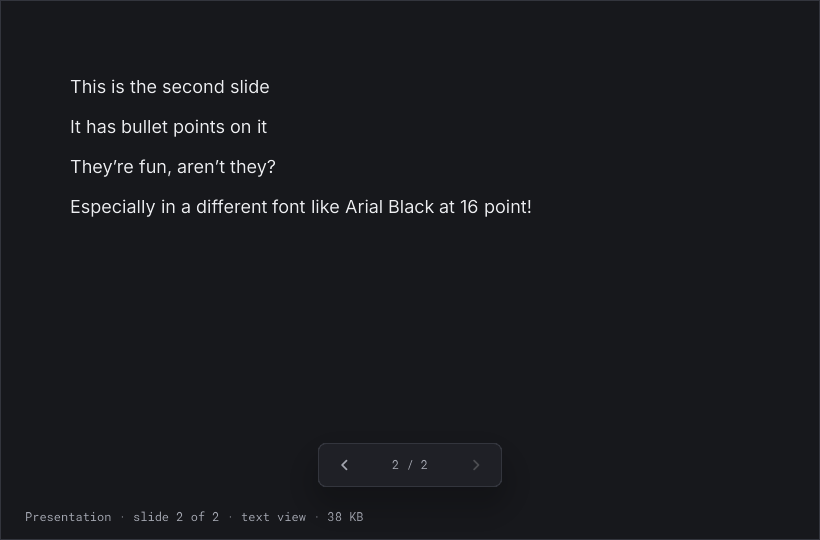 This is the second slide
It has bullet points on it
They’re fun, aren’t they?
Especially in a different font like Arial Black at 16 point!
2 / 2
Presentation · slide 2 of 2 · text view · 38 KB